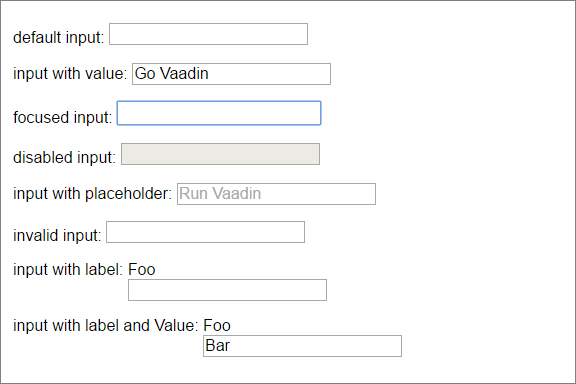 default input:
input with value: Go Vaadin
focused input:
disabled input:
input with placeholder: Run Vaadin
invalid input:
input with label: Foo
input with label and Value: Foo
Bar